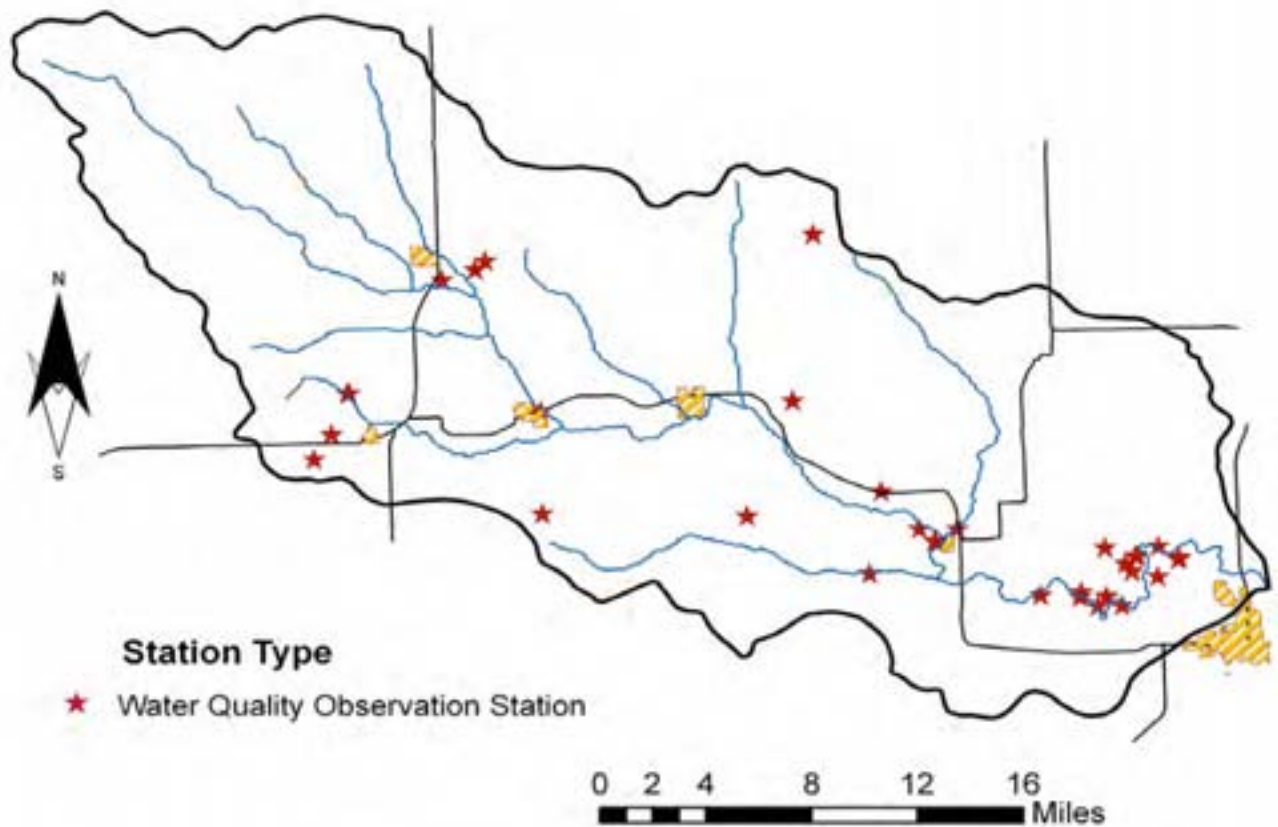 N
S
Station Type
Water Quality Observation Station
0 2 4 8 12 16
Miles